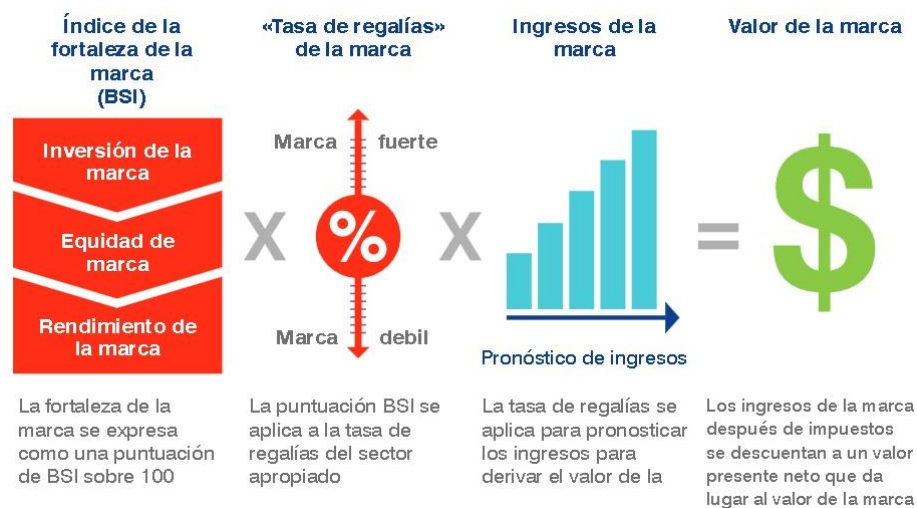 Índice de la
fortaleza de la
marca
(BSI)
Inversión de la
marca
Equidad de
marca
Rendimiento de
la marca
La fortaleza de la
marca se expresa
como una puntuación
de BSI sobre 100
X
«Tasa de regalías»
de la marca
Marca fuerte
%
Marca debil
La puntuación BSI se
aplica a la tasa de
regalías del sector
apropiado
X
Ingresos de la
marca
Pronóstico de ingresos
La tasa de regalías se
aplica para pronosticar
los ingresos para
derivar el valor de la
=
Valor de la marca
$
Los ingresos de la marca
después de impuestos
se descuentan a un valor
presente neto que da
lugar al valor de la marca